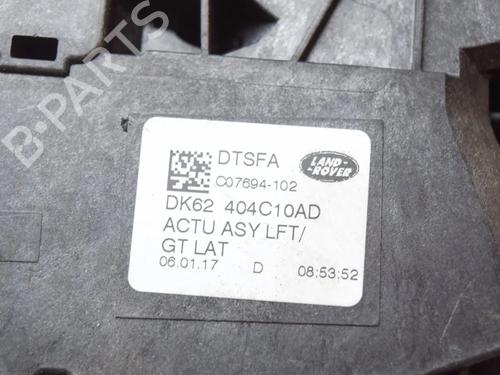 B-PARTS
DTSFA
LAND-
ROVER
C07694-102
DK62 404C10AD
ACTU ASY LFT/
GT LAT
06.01.17 D 08:53:52